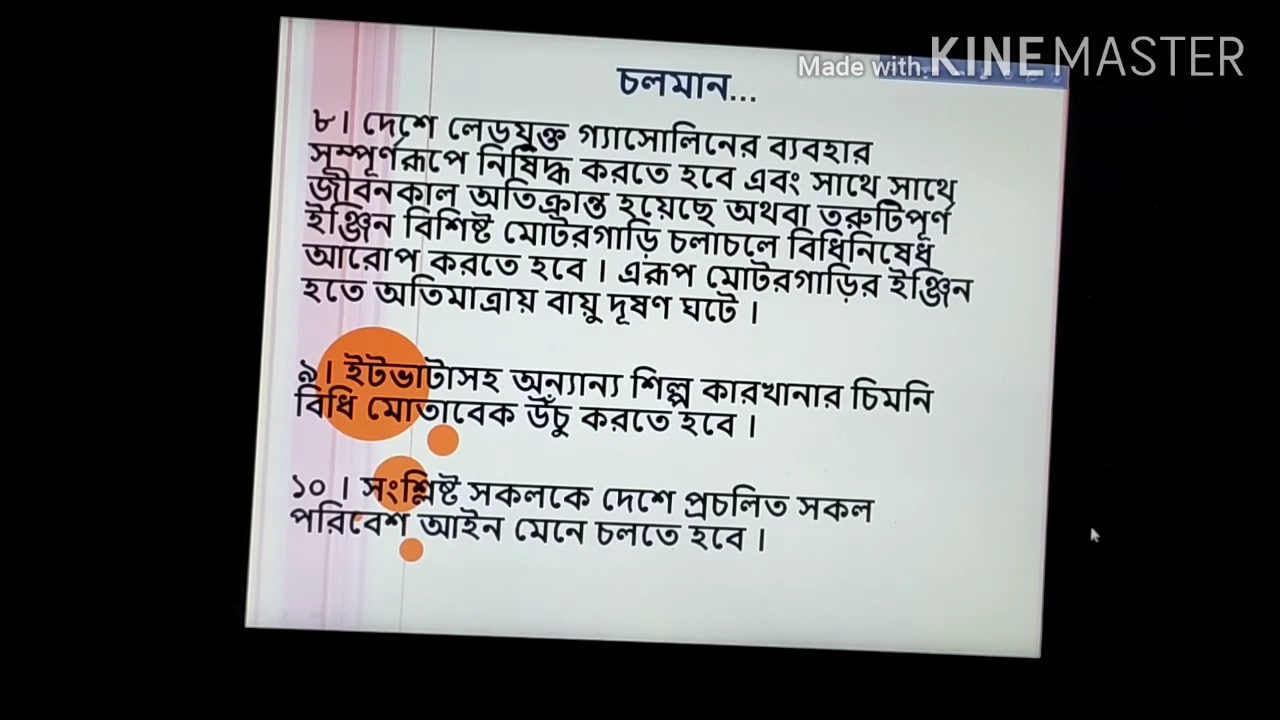 Made with KINEMASTER
চলমান...
৮। দেশে লেডযুক্ত গ্যাসোলিনের ব্যবহার
সম্পূর্ণরূপে নিষিদ্ধ করতে হবে এবং সাথে সাথে
জীবনকাল অতিক্রান্ত হয়েছে অথবা ত্রুটিপূর্ণ
ইঞ্জিন বিশিষ্ট মোটরগাড়ি চলাচলে বিধিনিষেধ
আরোপ করতে হবে । এরূপ মোটরগাড়ির ইঞ্জিন
হতে অতিমাত্রায় বায়ু দূষণ ঘটে ।
৯। ইটভাটাসহ অন্যান্য শিল্প কারখানার চিমনি
বিধি মোতাবেক উঁচু করতে হবে ।
১০ । সংশ্লিষ্ট সকলকে দেশে প্রচলিত সকল
পরিবেশ আইন মেনে চলতে হবে ।